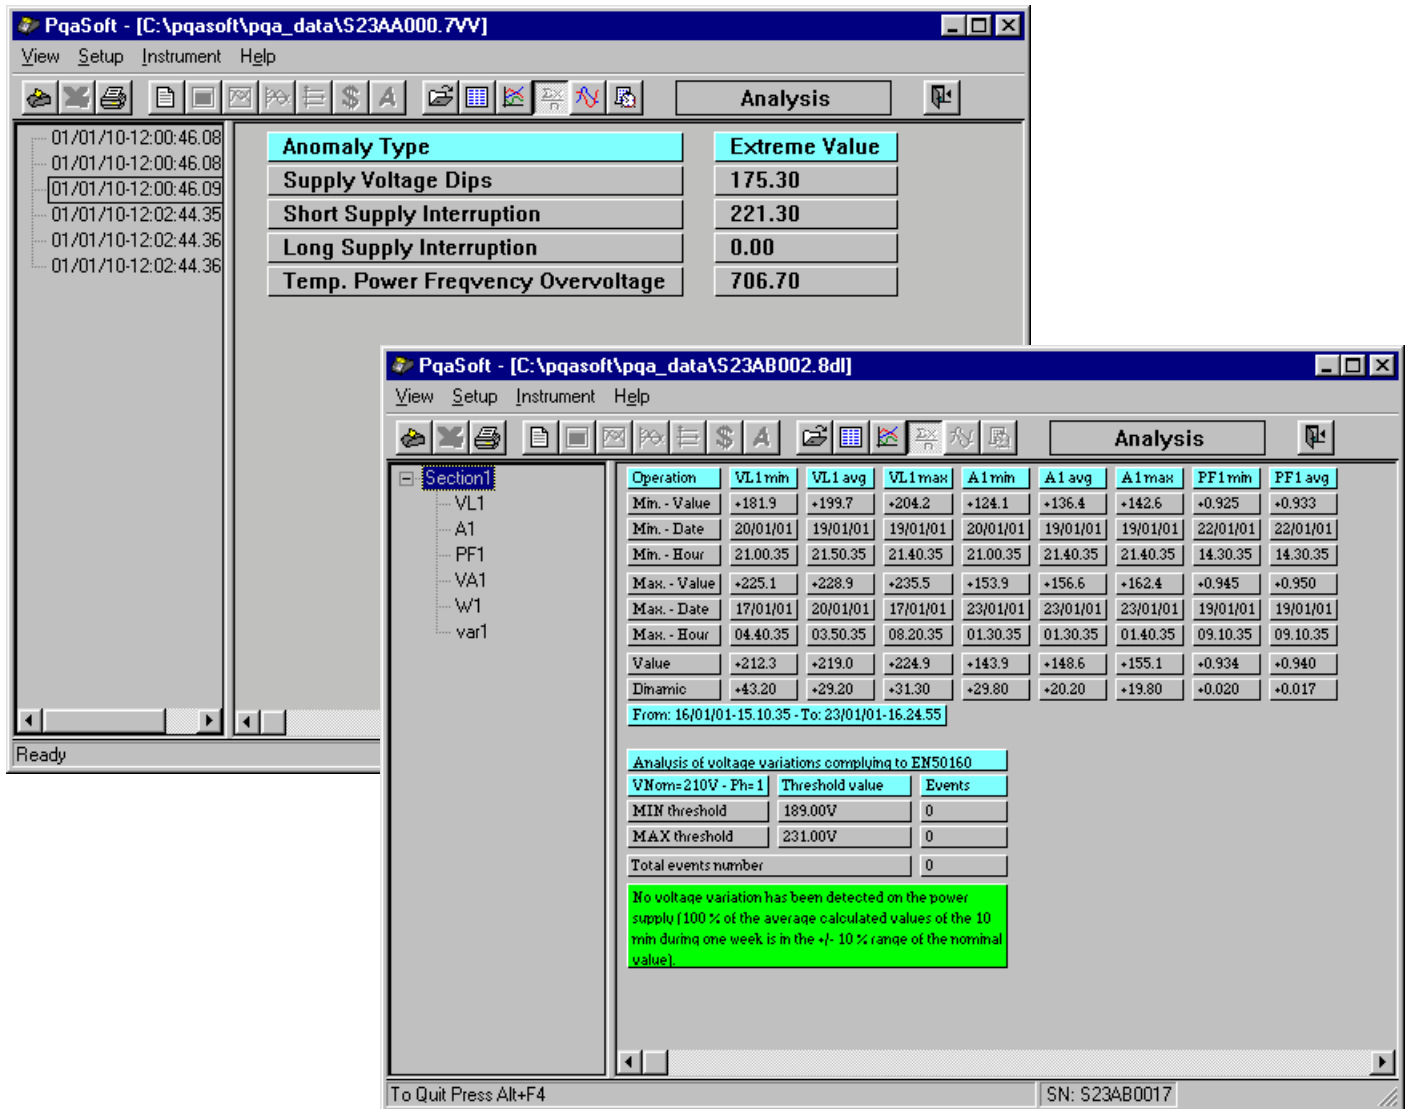 PqaSoft - [C:\pqasoft\pqa_data\S23AA000.7VV]
View Setup Instrument Help
Analysis
01/01/10-12:00:46.08
01/01/10-12:00:46.08
01/01/10-12:00:46.09
01/01/10-12:02:44.35
01/01/10-12:02:44.36
01/01/10-12:02:44.36
Anomaly Type Extreme Value
Supply Voltage Dips 175.30
Short Supply Interruption 221.30
Long Supply Interruption 0.00
Temp. Power Freqvency Overvoltage 706.70
Ready
PqaSoft - [C:\pqasoft\pqa_data\S23AB002.8dl]
View Setup Instrument Help
Analysis
Section1
VL1
A1
PF1
VA1
W1
var1
Operation VL1 min VL1 avg VL1 max A1 min A1 avg A1 max PF1 min PF1 avg
Min. - Value +181.9 +199.7 +204.2 +124.1 +136.4 +142.6 +0.925 +0.933
Min. - Date 20/01/01 19/01/01 19/01/01 20/01/01 19/01/01 19/01/01 22/01/01 22/01/01
Min. - Hour 21.00.35 21.50.35 21.40.35 21.00.35 21.40.35 21.40.35 14.30.35 14.30.35
Max. - Value +225.1 +228.9 +235.5 +153.9 +156.6 +162.4 +0.945 +0.950
Max. - Date 17/01/01 20/01/01 17/01/01 23/01/01 23/01/01 23/01/01 19/01/01 19/01/01
Max. - Hour 04.40.35 03.50.35 08.20.35 01.30.35 01.30.35 01.40.35 09.10.35 09.10.35
Value +212.3 +219.0 +224.9 +143.9 +148.6 +155.1 +0.934 +0.940
Dinamic +43.20 +29.20 +31.30 +29.80 +20.20 +19.80 +0.020 +0.017
From: 16/01/01-15.10.35 - To: 23/01/01-16.24.55
Analysis of voltage variations complying to EN50160
VNom=210V - Ph=1 Threshold value Events
MIN threshold 189.00V 0
MAX threshold 231.00V 0
Total events number 0
No voltage variation has been detected on the power
supply (100 % of the average calculated values of the 10
min during one week is in the +/- 10 % range of the nominal
value).
To Quit Press Alt+F4
SN: S23AB0017